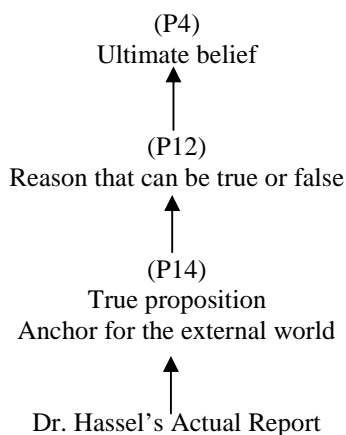 (P4)
Ultimate belief
(P12)
Reason that can be true or false
(P14)
True proposition
Anchor for the external world
Dr. Hassel's Actual Report